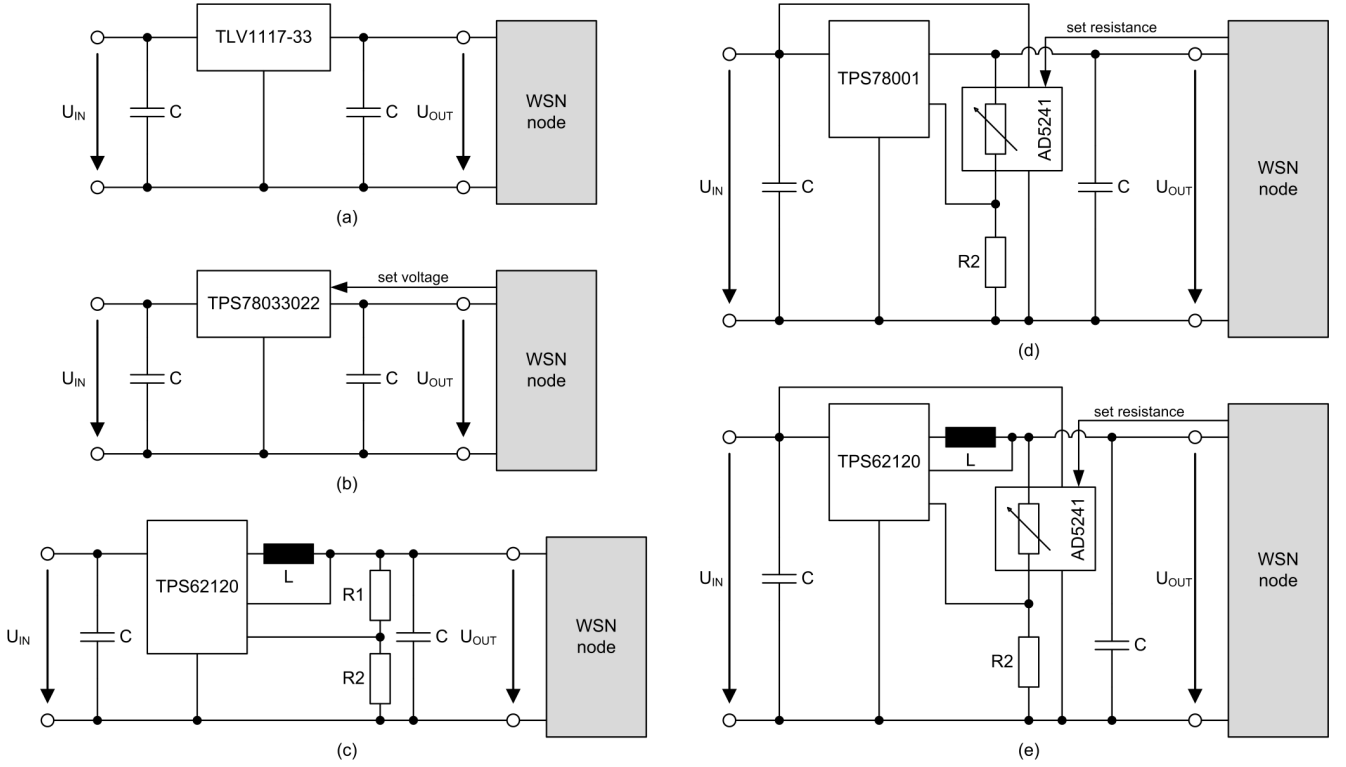 TLV1117-33
U_IN
C
C
U_OUT
WSN
node
(a)
set voltage
TPS78033022
U_IN
C
C
U_OUT
WSN
node
(b)
TPS62120
L
R1
U_IN
C
C
U_OUT
R2
WSN
node
(c)
set resistance
TPS78001
AD5241
U_IN
C
C
U_OUT
WSN
node
R2
(d)
set resistance
TPS62120
L
AD5241
U_IN
C
U_OUT
WSN
node
C
R2
(e)